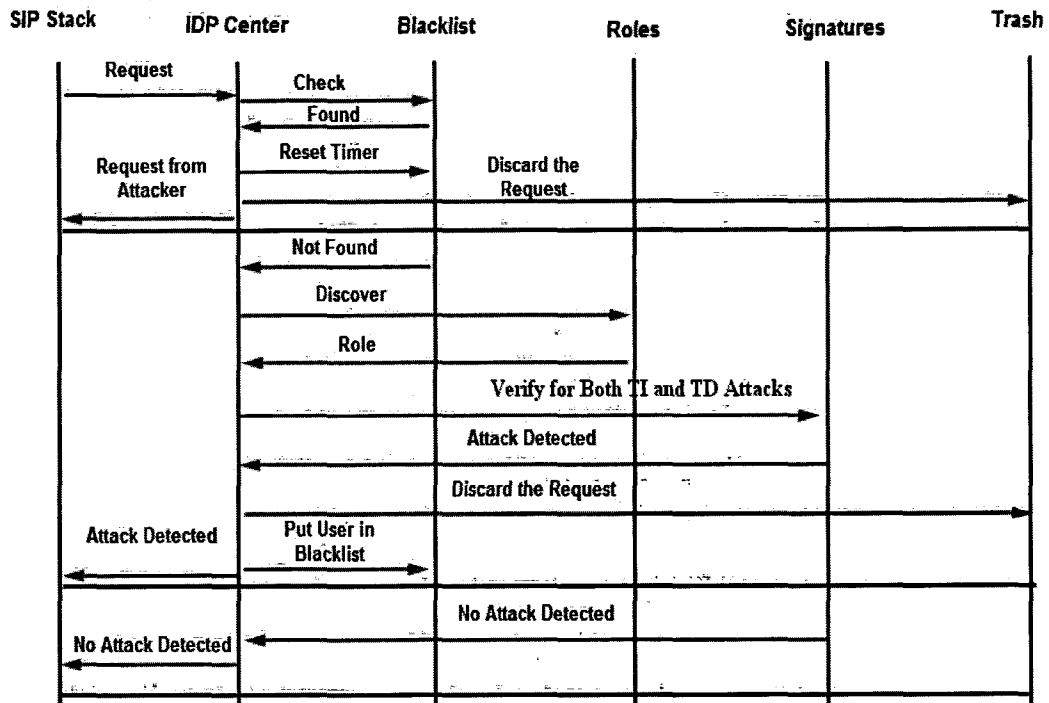 SIP Stack
IDP Center
Blacklist
Roles
Signatures
Trash
Request
Check
Found
Reset Timer
Request from
Attacker
Discard the
Request
Not Found
Discover
Role
Verify for Both TI and TD Attacks
Attack Detected
Discard the Request
Attack Detected
Put User in
Blacklist
No Attack Detected
No Attack Detected